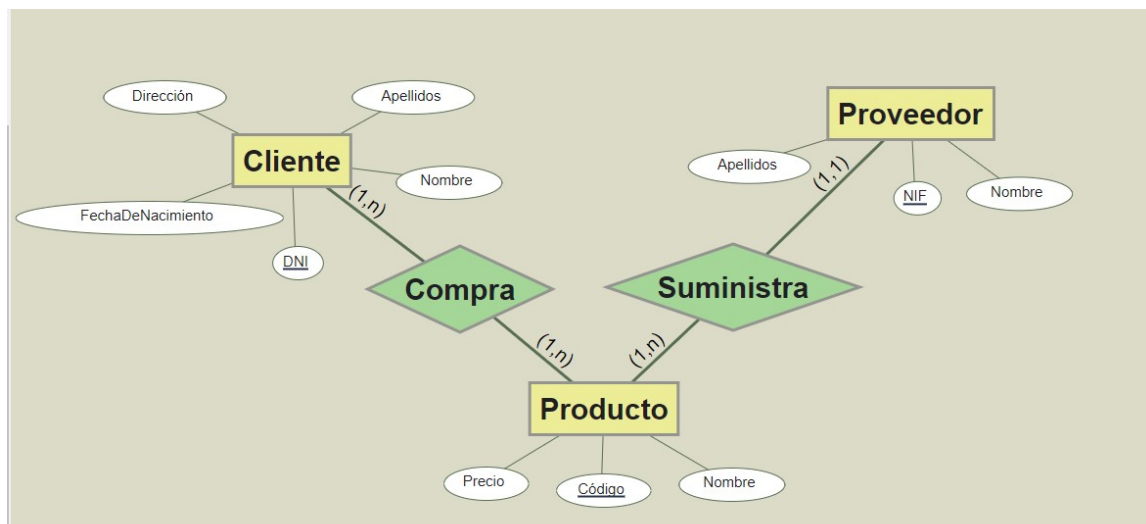 Dirección
Apellidos
Cliente
Nombre
FechaDeNacimiento
DNI
(1,n)
Compra
(1,n)
Proveedor
Apellidos
NIF
Nombre
(1,1)
Suministra
(1,n)
Producto
Precio
Código
Nombre